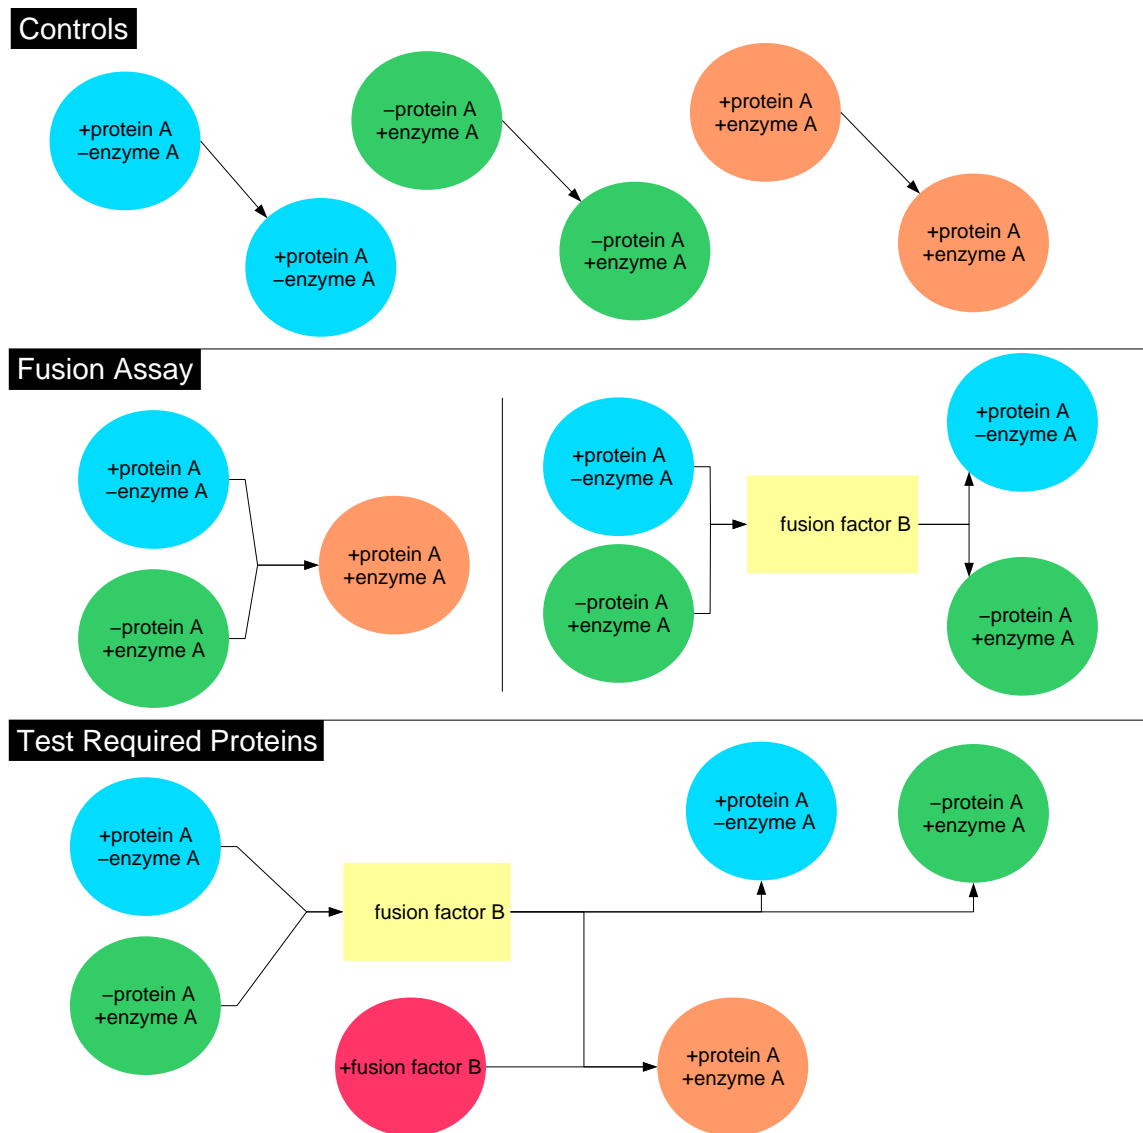 Controls
+protein A
–enzyme A
+protein A
–enzyme A
–protein A
+enzyme A
–protein A
+enzyme A
+protein A
+enzyme A
+protein A
+enzyme A
Fusion Assay
+protein A
–enzyme A
–protein A
+enzyme A
+protein A
+enzyme A
+protein A
–enzyme A
–protein A
+enzyme A
fusion factor B
+protein A
–enzyme A
–protein A
+enzyme A
Test Required Proteins
+protein A
–enzyme A
–protein A
+enzyme A
fusion factor B
+protein A
–enzyme A
–protein A
+enzyme A
+fusion factor B
+protein A
+enzyme A